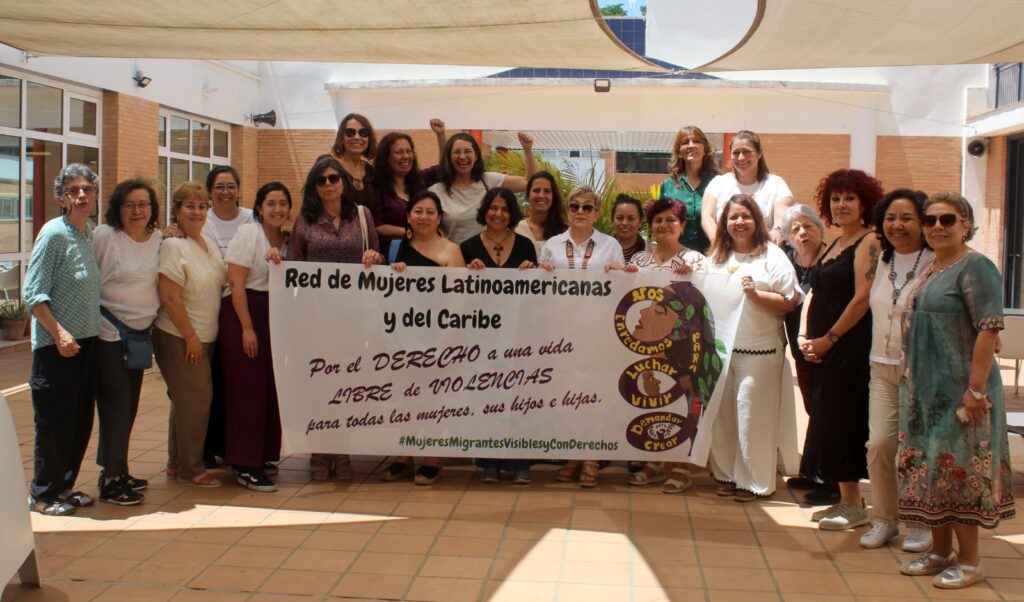 Red de Mujeres Latinoamericanas
y del Caribe
Por el DERECHO a una vida
LIBRE de VIOLENCIAS
para todas las mujeres, sus hijos e hijas.
#MujeresMigrantesVisiblesyConDerechos
NOS
ENREDAMOS
PARA
Luchar
Vivir
Demandar
Crear